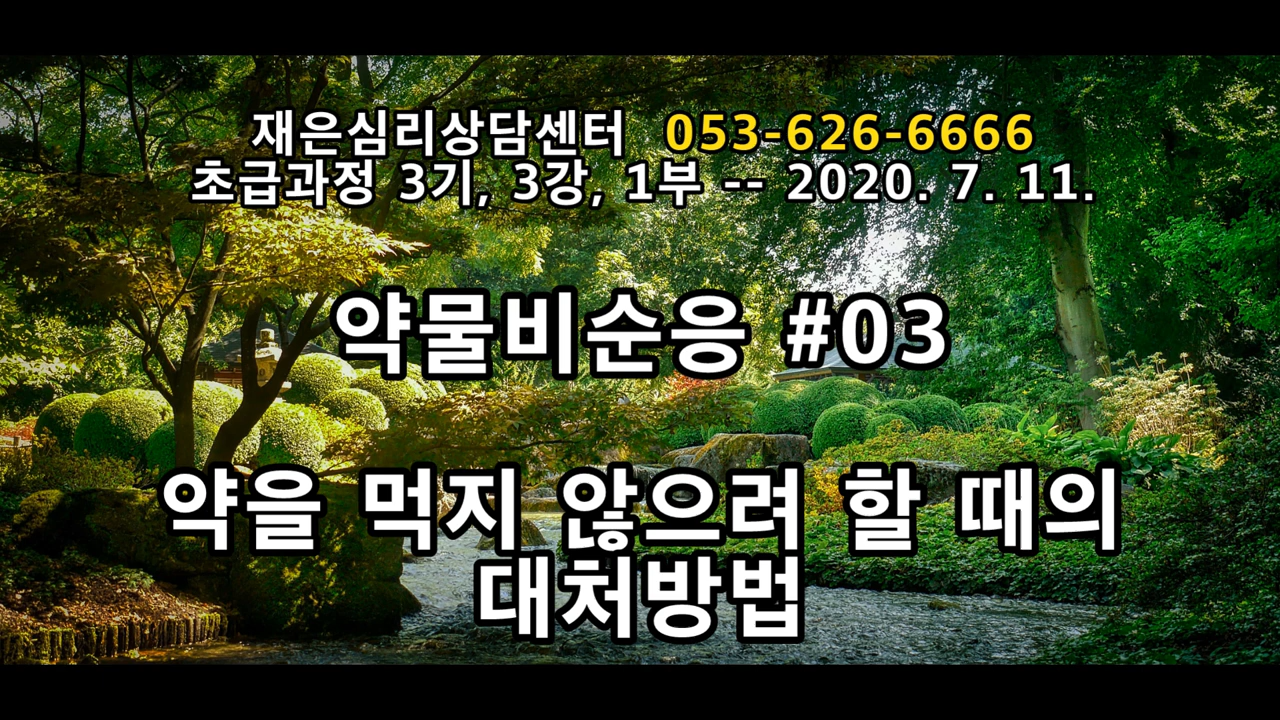 재은심리상담센터 053-626-6666
초급과정 3기, 3강, 1부 -- 2020. 7. 11.
약물비순응 #03
약을 먹지 않으려 할 때의
대처방법